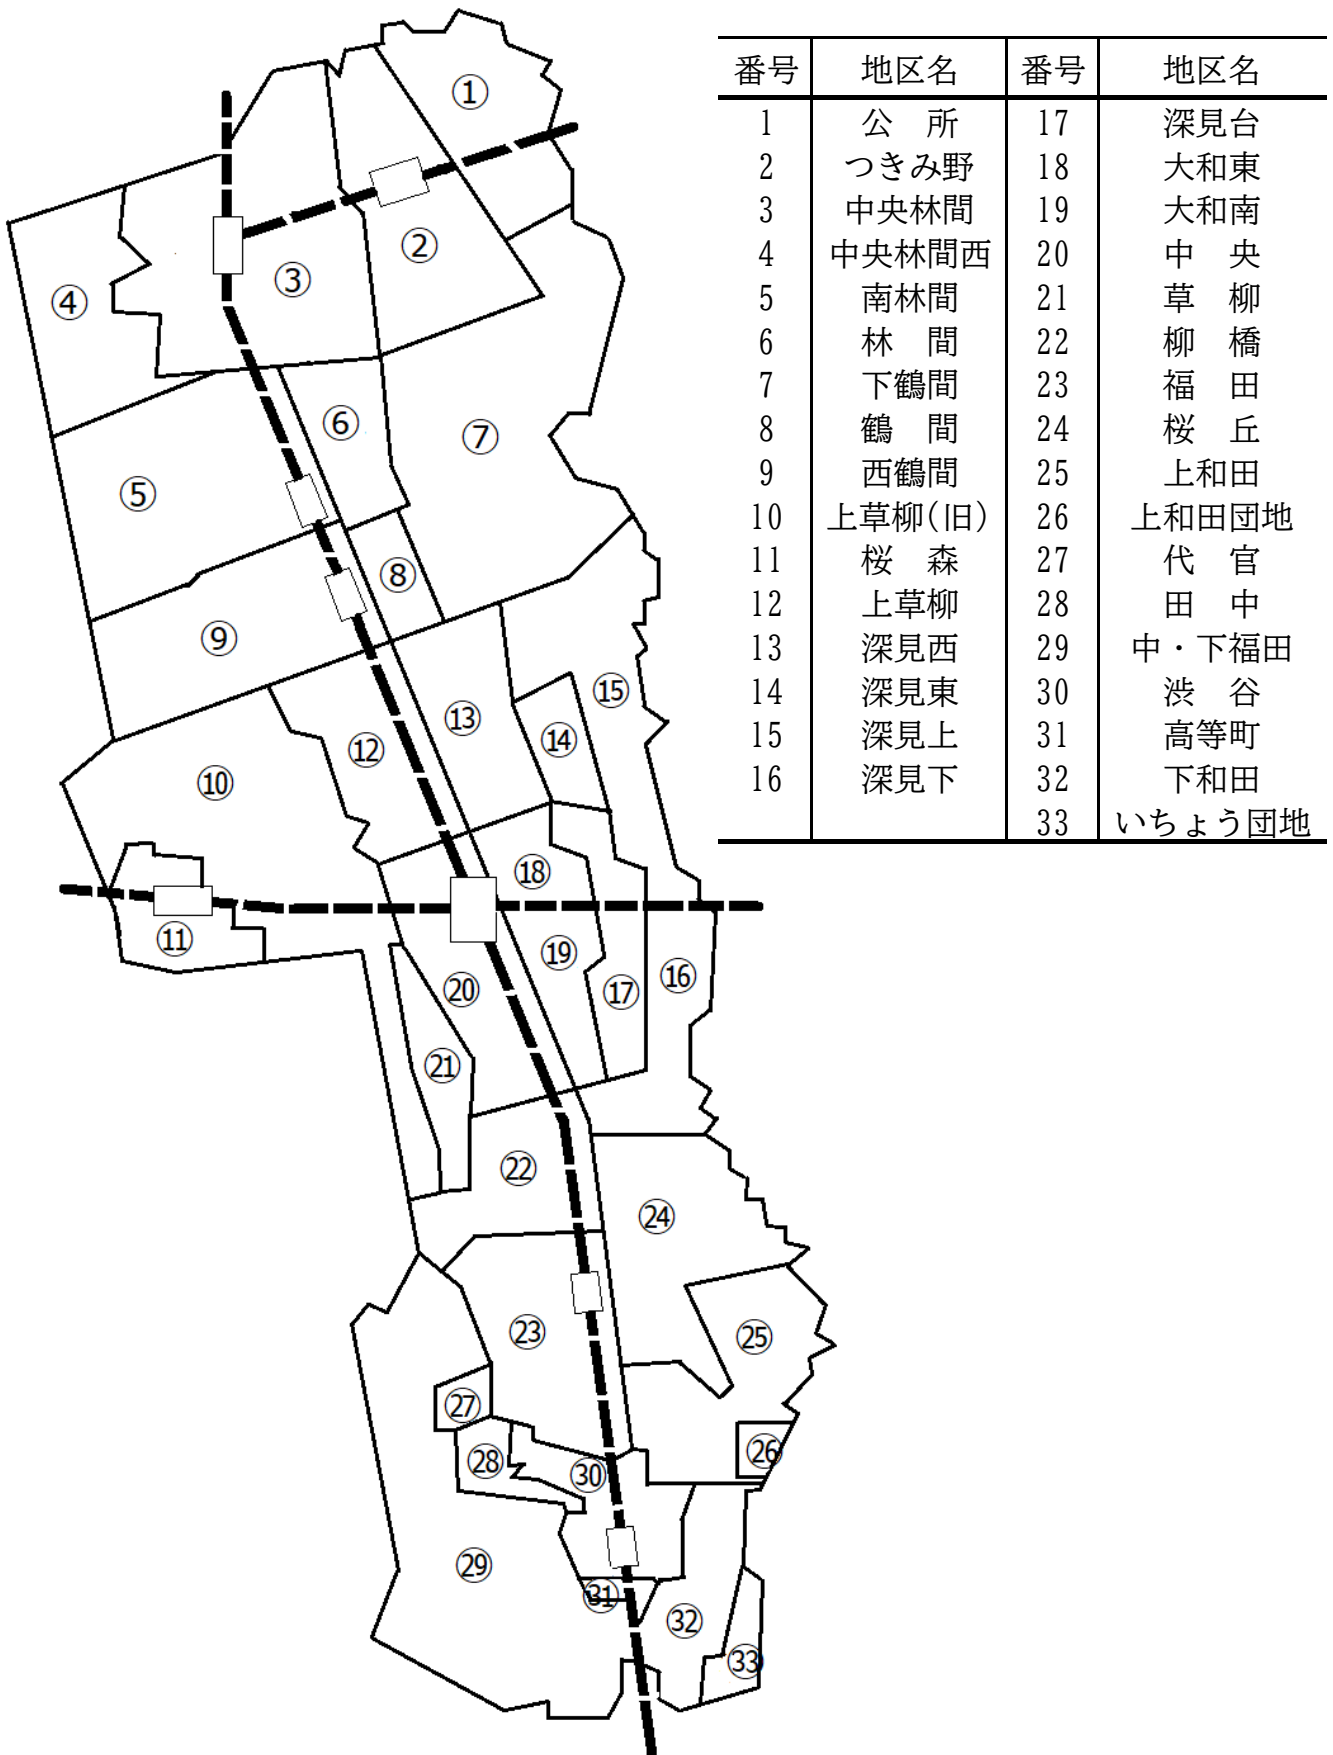 番号 地区名 番号 地区名
1 公　所 17 深見台
2 つきみ野 18 大和東
3 中央林間 19 大和南
4 中央林間西 20 中　央
5 南林間 21 草　柳
6 林　間 22 柳　橋
7 下鶴間 23 福　田
8 鶴　間 24 桜　丘
9 西鶴間 25 上和田
10 上草柳(旧) 26 上和田団地
11 桜　森 27 代　官
12 上草柳 28 田　中
13 深見西 29 中・下福田
14 深見東 30 渋　谷
15 深見上 31 高等町
16 深見下 32 下和田
33 いちょう団地
①
②
③
④
⑥
⑦
⑤
⑧
⑨
⑮
⑬
⑭
⑫
⑩
⑱
⑪
⑲
⑯
⑳
⑰
㉑
㉒
㉔
㉓
㉕
㉗
㉖
㉘
㉚
㉙
㉛
㉜
㉝